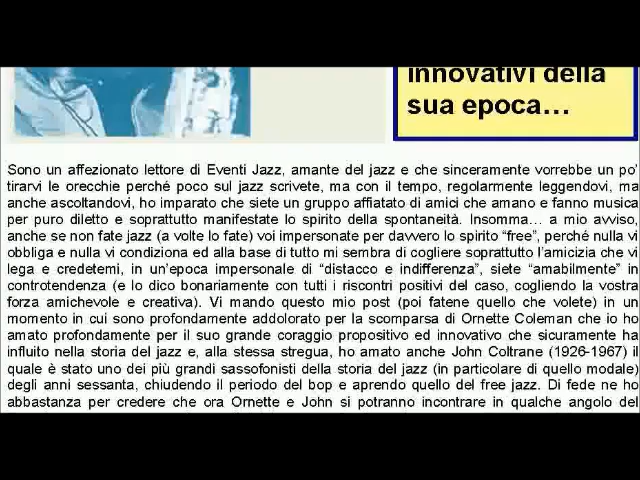 innovativi della
sua epoca…
Sono un affezionato lettore di Eventi Jazz, amante del jazz e che sinceramente vorrebbe un po'
tirarvi le orecchie perché poco sul jazz scrivete, ma con il tempo, regolarmente leggendovi, ma
anche ascoltandovi, ho imparato che siete un gruppo affiatato di amici che amano e fanno musica
per puro diletto e soprattutto manifestate lo spirito della spontaneità. Insomma… a mio avviso,
anche se non fate jazz (a volte lo fate) voi impersonate per davvero lo spirito “free”, perché nulla vi
obbliga e nulla vi condiziona ed alla base di tutto mi sembra di cogliere soprattutto l'amicizia che vi
lega e credetemi, in un'epoca impersonale di “distacco e indifferenza”, siete “amabilmente” in
controtendenza (e lo dico bonariamente con tutti i riscontri positivi del caso, cogliendo la vostra
forza amichevole e creativa). Vi mando questo mio post (poi fatene quello che volete) in un
momento in cui sono profondamente addolorato per la scomparsa di Ornette Coleman che io ho
amato profondamente per il suo grande coraggio propositivo ed innovativo che sicuramente ha
influito nella storia del jazz e, alla stessa stregua, ho amato anche John Coltrane (1926-1967) il
quale è stato uno dei più grandi sassofonisti della storia del jazz (in particolare di quello modale)
degli anni sessanta, chiudendo il periodo del bop e aprendo quello del free jazz. Di fede ne ho
abbastanza per credere che ora Ornette e John si potranno incontrare in qualche angolo del